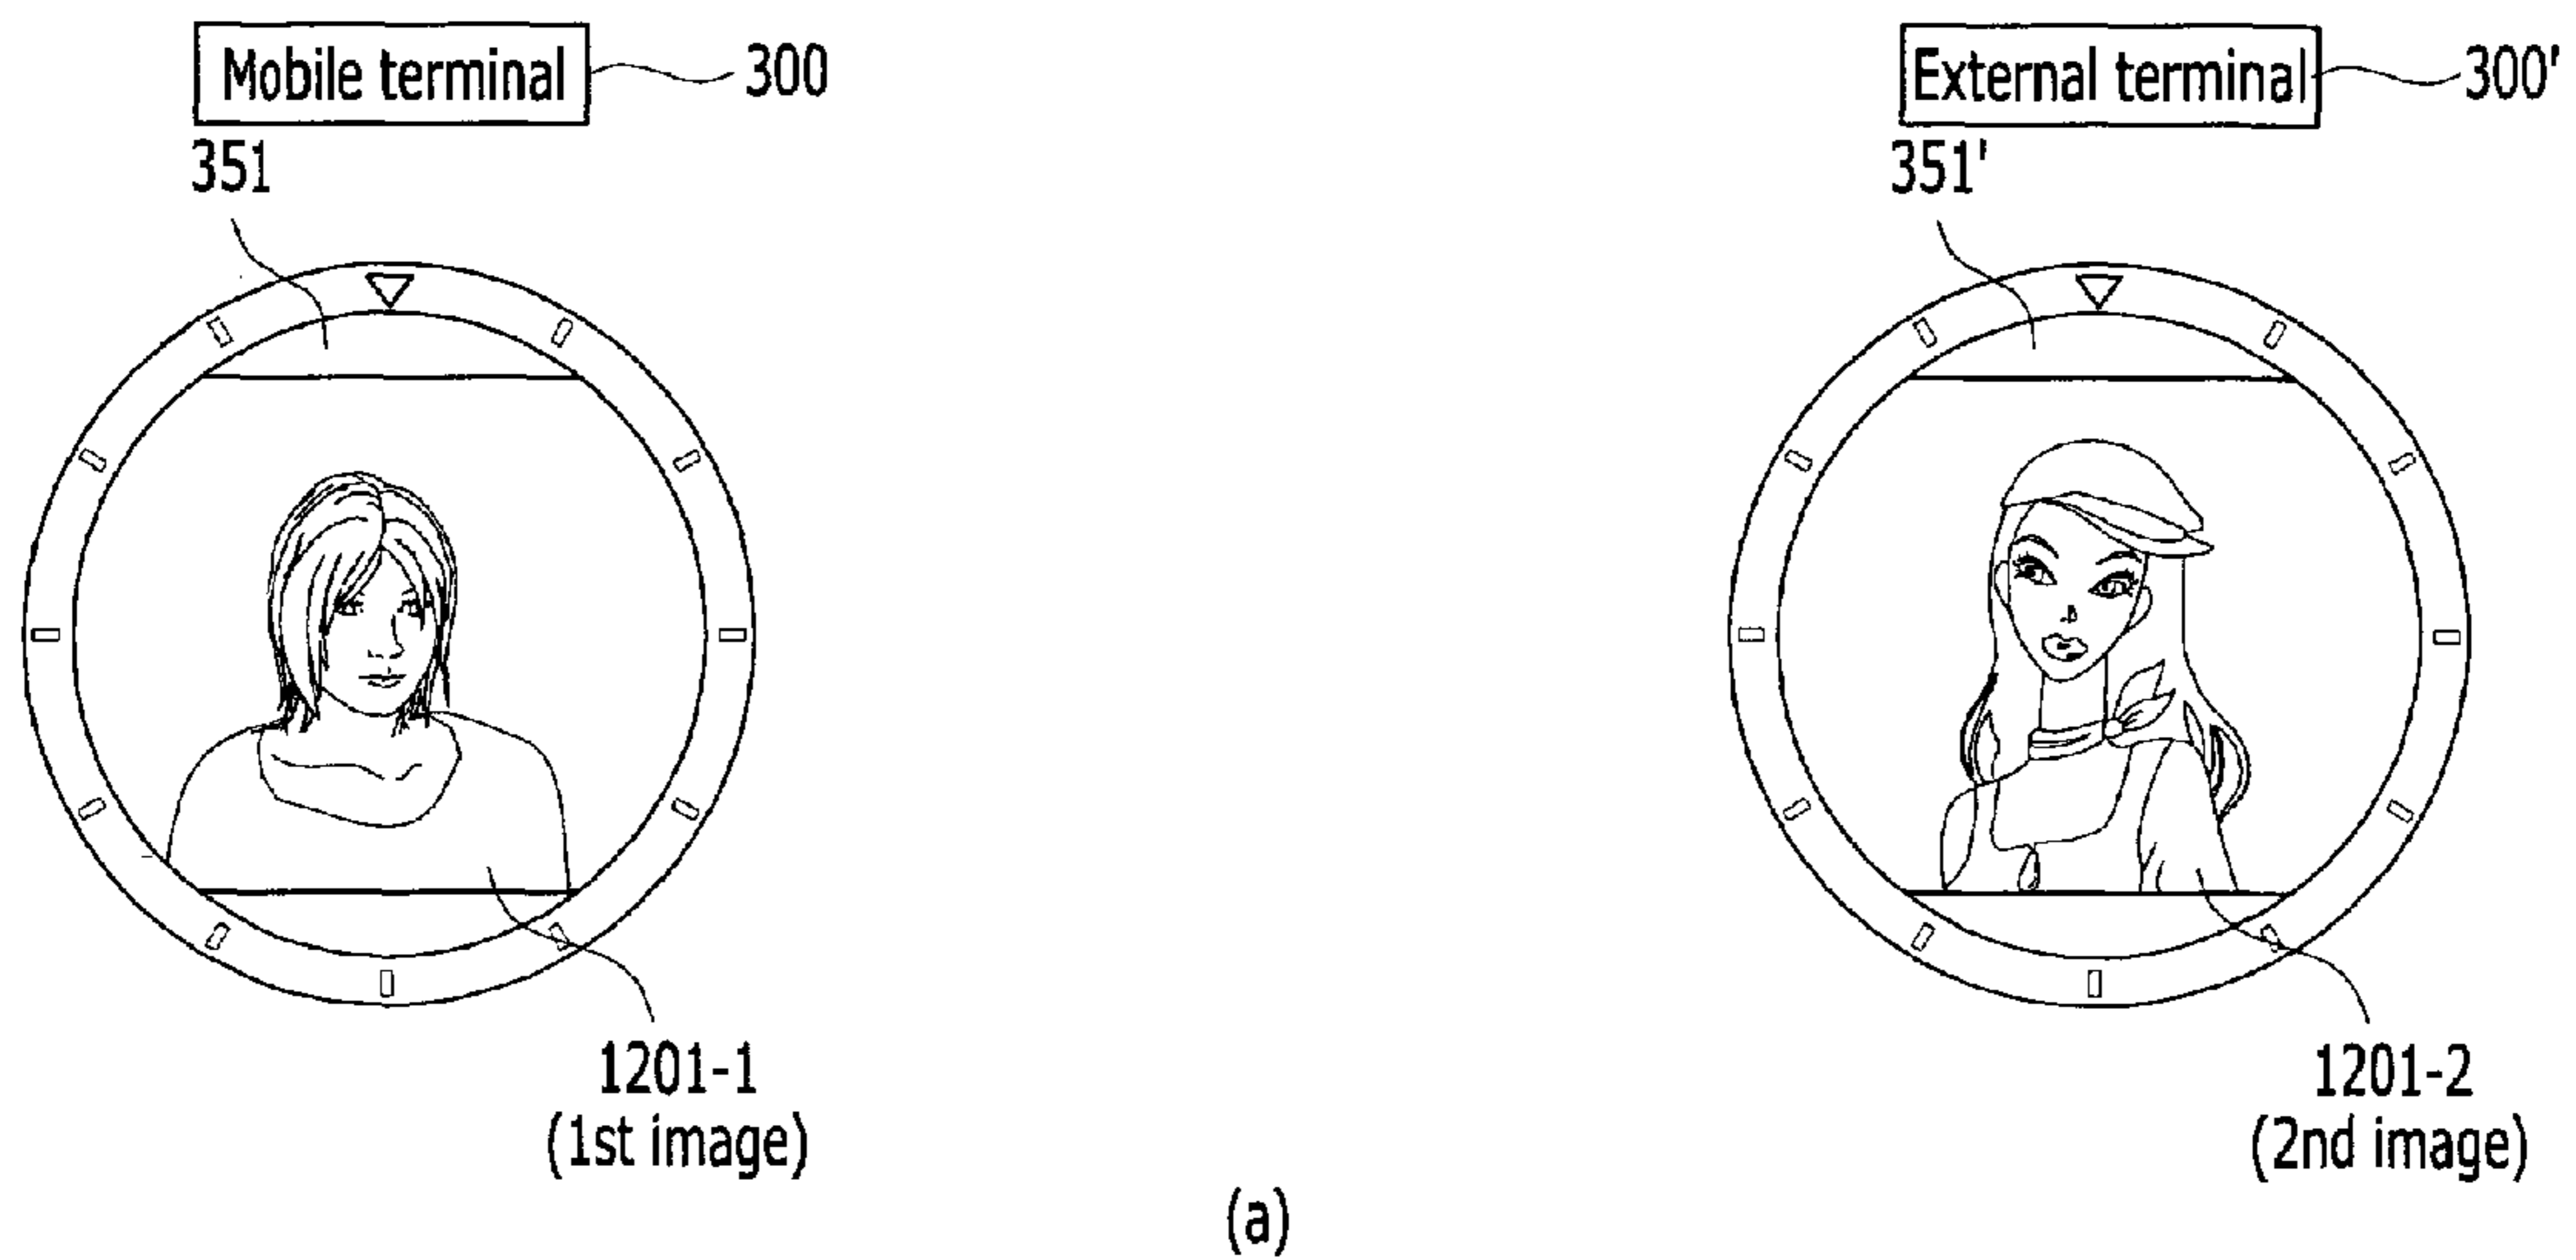 Mobile terminal 300
351
External terminal 300'
351'
1201-1
(1st image)
1201-2
(2nd image)
(a)